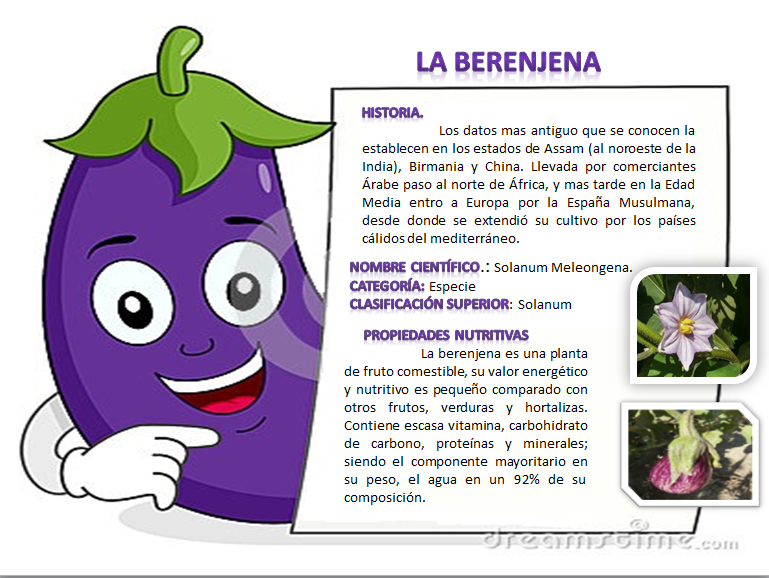 LA BERENJENA
HISTORIA.
Los datos mas antiguo que se conocen la
establecen en los estados de Assam (al noroeste de la
India), Birmania y China. Llevada por comerciantes
Árabe paso al norte de África, y mas tarde en la Edad
Media entro a Europa por la España Musulmana,
desde donde se extendió su cultivo por los países
cálidos del mediterráneo.
NOMBRE CIENTÍFICO.: Solanum Meleongena.
CATEGORÍA: Especie
CLASIFICACIÓN SUPERIOR: Solanum
PROPIEDADES NUTRITIVAS
La berenjena es una planta
de fruto comestible, su valor energético
y nutritivo es pequeño comparado con
otros frutos, verduras y hortalizas.
Contiene escasa vitamina, carbohidrato
de carbono, proteínas y minerales;
siendo el componente mayoritario en
su peso, el agua en un 92% de su
composición.
dreamstime.com